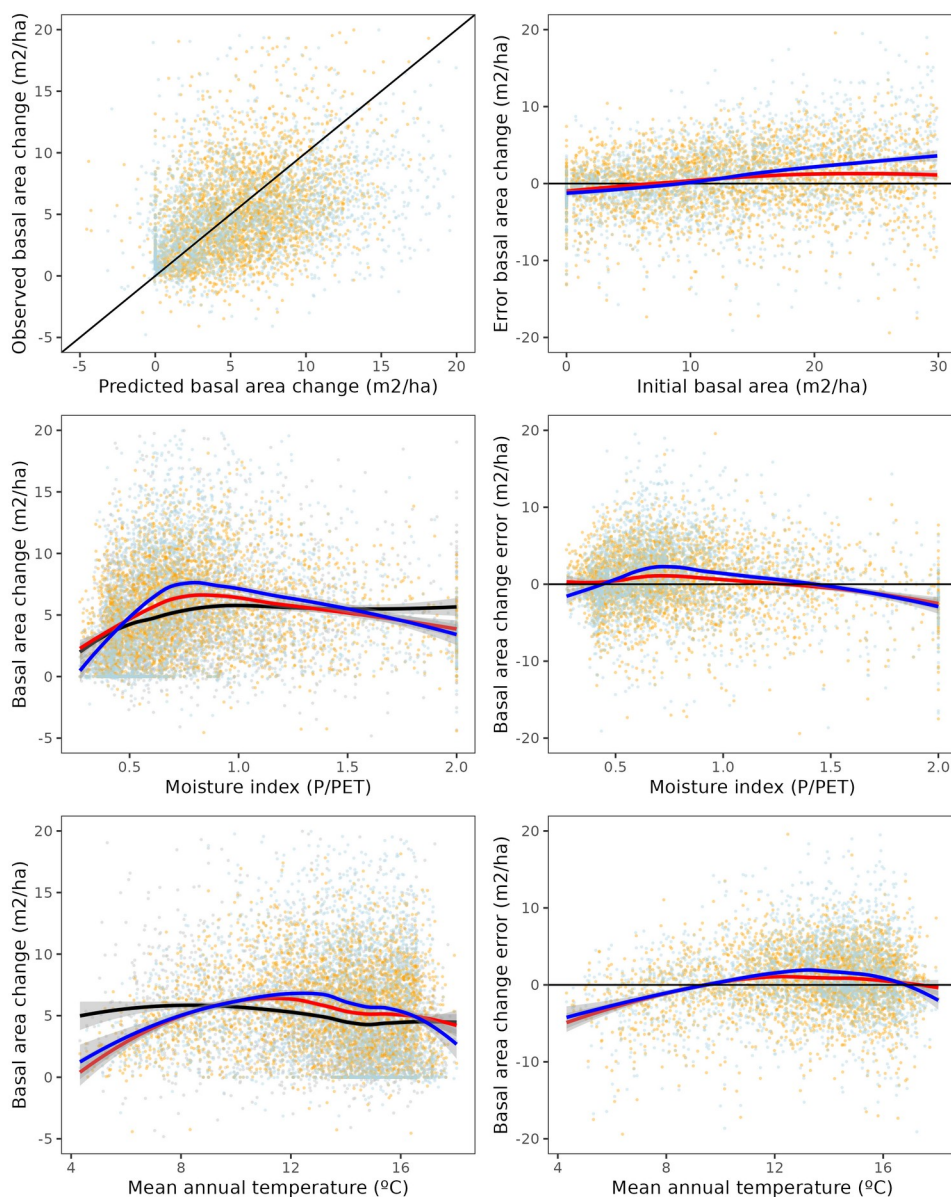 Observed basal area change (m2/ha)
20
15
10
5
0
-5
-5 0 5 10 15 20
Predicted basal area change (m2/ha)
Error basal area change (m2/ha)
20
10
0
-10
-20
0 10 20 30
Initial basal area (m2/ha)
Basal area change (m2/ha)
20
15
10
5
0
-5
0.5 1.0 1.5 2.0
Moisture index (P/PET)
Basal area change error (m2/ha)
20
10
0
-10
-20
0.5 1.0 1.5 2.0
Moisture index (P/PET)
Basal area change (m2/ha)
20
15
10
5
0
-5
4 8 12 16
Mean annual temperature (ºC)
Basal area change error (m2/ha)
20
10
0
-10
-20
4 8 12 16
Mean annual temperature (ºC)